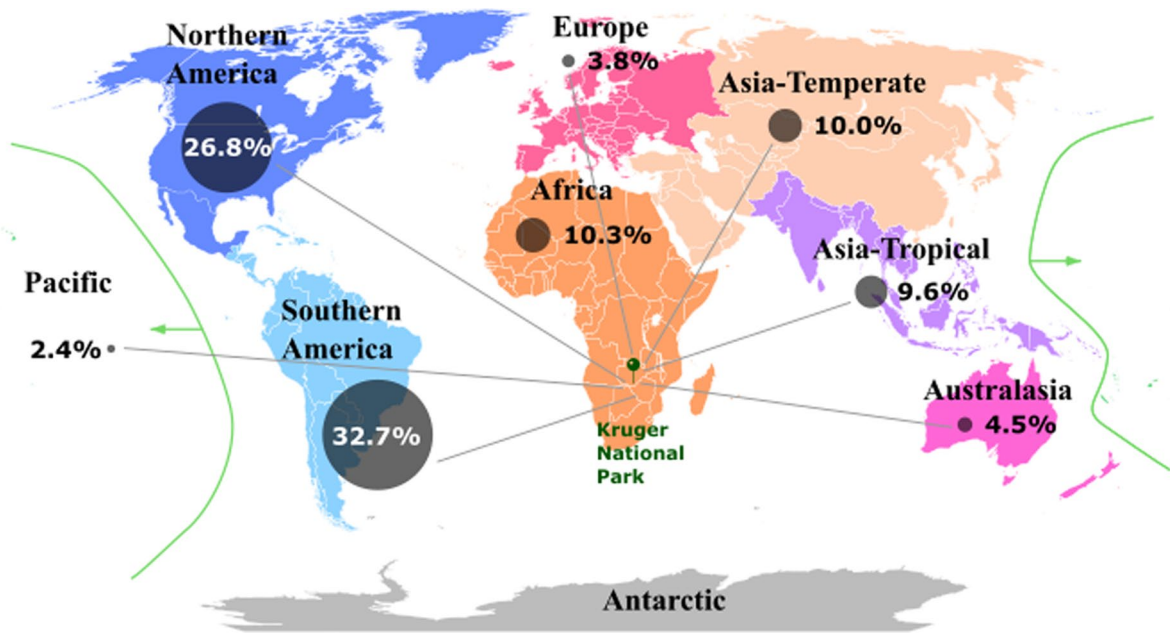 Northern
America
26.8%
Europe
3.8%
Asia-Temperate
10.0%
Africa
10.3%
Asia-Tropical
9.6%
Pacific
2.4%
Southern
America
32.7%
Australasia
4.5%
Kruger
National
Park
Antarctic